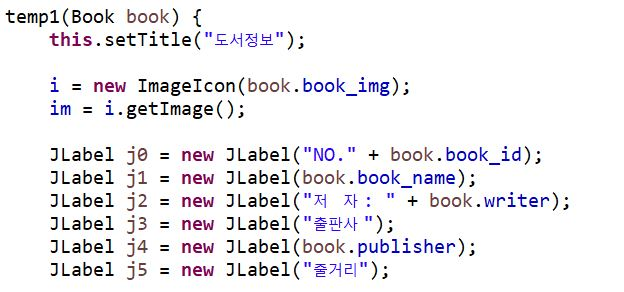 temp1(Book book) {
this.setTitle("도서정보");
i = new ImageIcon(book.book_img);
im = i.getImage();
JLabel j0 = new JLabel("NO." + book.book_id);
JLabel j1 = new JLabel(book.book_name);
JLabel j2 = new JLabel("저  자 : " + book.writer);
JLabel j3 = new JLabel("출판사 ");
JLabel j4 = new JLabel(book.publisher);
JLabel j5 = new JLabel("줄거리");